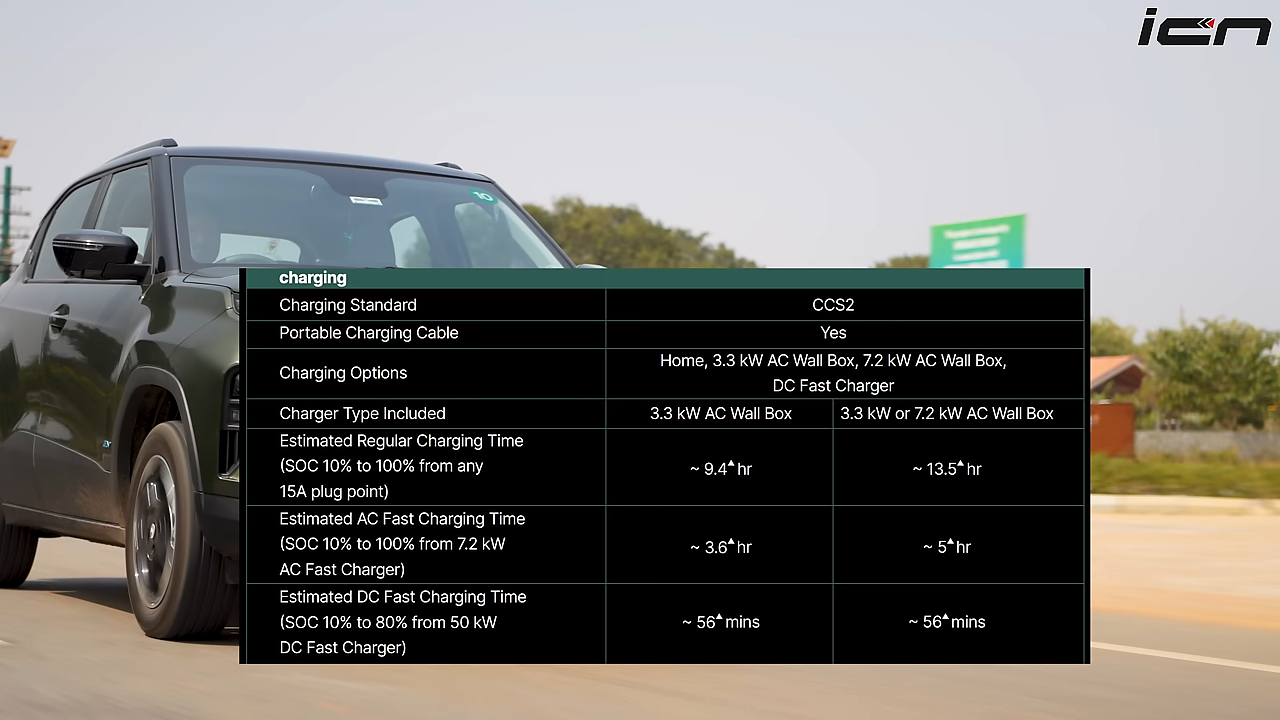 icn
10
charging
Charging Standard CCS2
Portable Charging Cable Yes
Charging Options Home, 3.3 kW AC Wall Box, 7.2 kW AC Wall Box,
DC Fast Charger
Charger Type Included 3.3 kW AC Wall Box 3.3 kW or 7.2 kW AC Wall Box
Estimated Regular Charging Time
(SOC 10% to 100% from any
15A plug point)
~ 9.4▲hr ~ 13.5▲hr
Estimated AC Fast Charging Time
(SOC 10% to 100% from 7.2 kW
AC Fast Charger)
~ 3.6▲hr ~ 5▲hr
Estimated DC Fast Charging Time
(SOC 10% to 80% from 50 kW
DC Fast Charger)
~ 56▲mins ~ 56▲mins